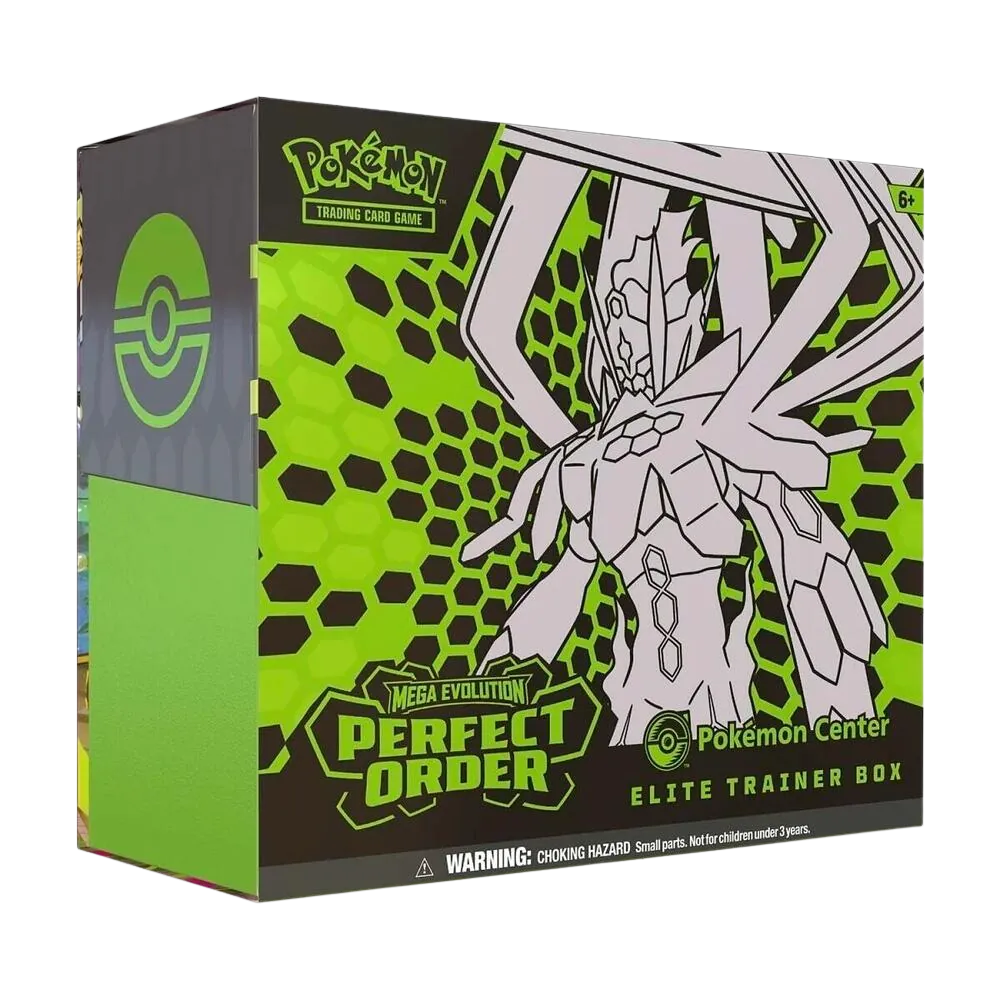 POKéMON™
TRADING CARD GAME
6+
MEGA EVOLUTION
PERFECT
ORDER
Pokémon Center
ELITE TRAINER BOX
WARNING: CHOKING HAZARD Small parts. Not for children under 3 years.